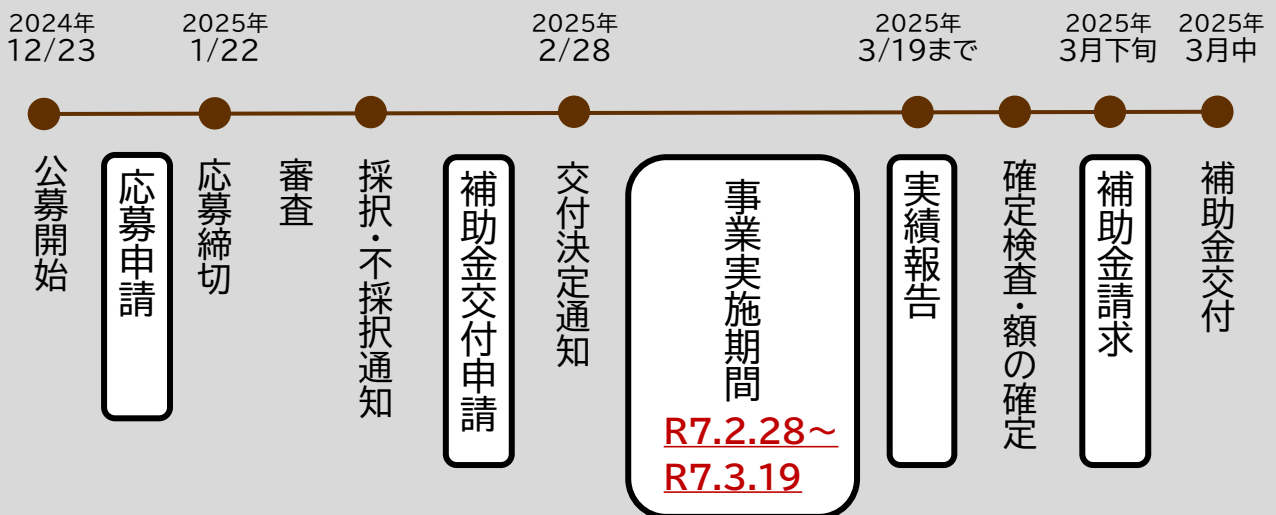 2024年
12/23
2025年
1/22
2025年
2/28
2025年
3/19まで
2025年
3月下旬
2025年
3月中
公募開始
応募申請
応募締切
審査
採択・不採択通知
補助金交付申請
交付決定通知
事業実施期間
R7.2.28～
R7.3.19
実績報告
確定検査・額の確定
補助金請求
補助金交付